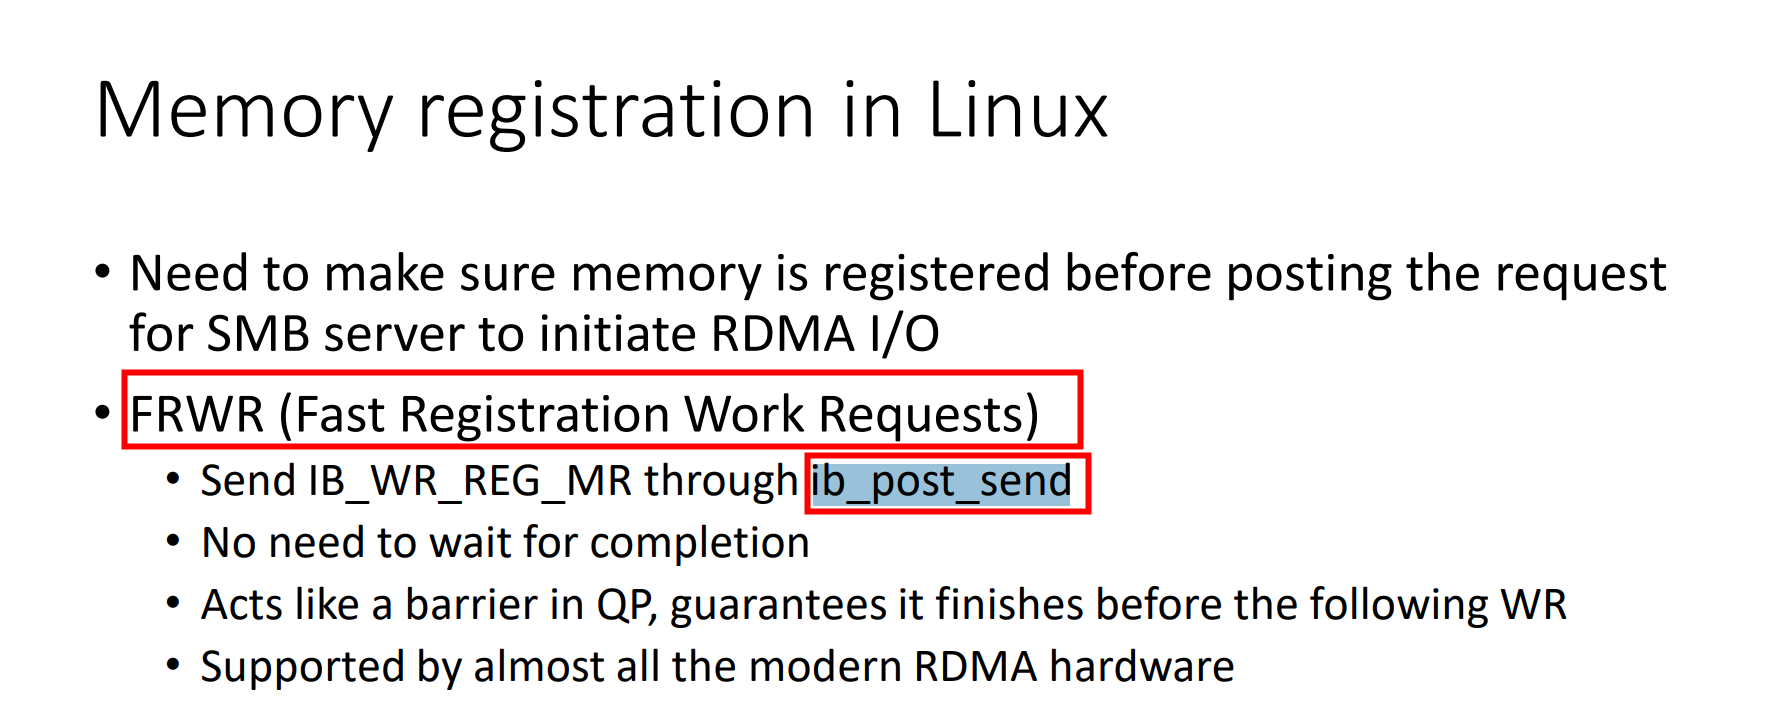 Memory registration in Linux
• Need to make sure memory is registered before posting the request
for SMB server to initiate RDMA I/O
• FRWR (Fast Registration Work Requests)
• Send IB_WR_REG_MR through ib_post_send
• No need to wait for completion
• Acts like a barrier in QP, guarantees it finishes before the following WR
• Supported by almost all the modern RDMA hardware